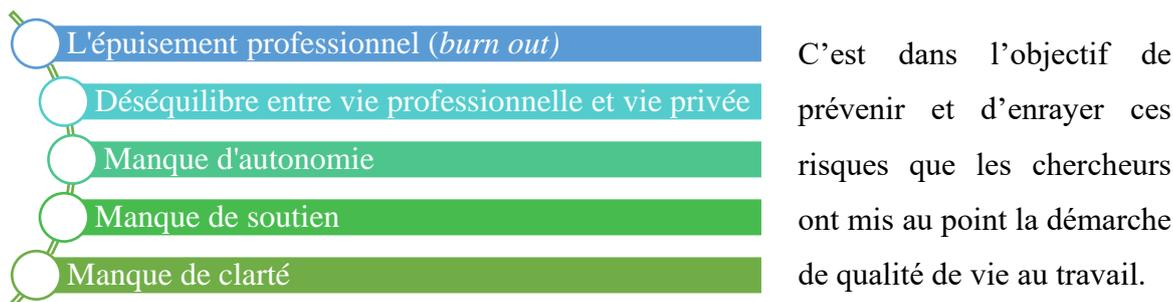 L'épuisement professionnel (burn out)
Déséquilibre entre vie professionnelle et vie privée
Manque d'autonomie
Manque de soutien
Manque de clarté
C’est dans l’objectif de
prévenir et d’enrayer ces
risques que les chercheurs
ont mis au point la démarche
de qualité de vie au travail.